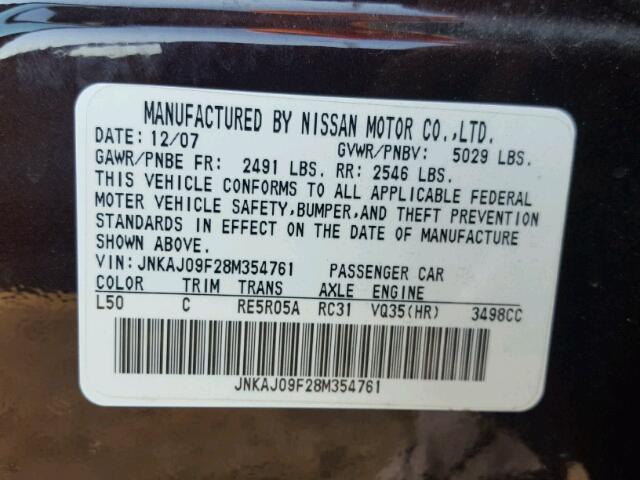 MANUFACTURED BY NISSAN MOTOR CO.,LTD.
DATE: 12/07 GVWR/PNBV: 5029 LBS.
GAWR/PNBE FR: 2491 LBS. RR: 2546 LBS.
THIS VEHICLE CONFORMS TO ALL APPLICABLE FEDERAL
MOTER VEHICLE SAFETY,BUMPER,AND THEFT PREVENTION
STANDARDS IN EFFECT ON THE DATE OF MANUFACTURE
SHOWN ABOVE.
VIN:JNKAJ09F28M354761 PASSENGER CAR
COLOR TRIM TRANS AXLE ENGINE
L50 C RE5R05A RC31 VQ35(HR) 3498CC
JNKAJ09F28M354761